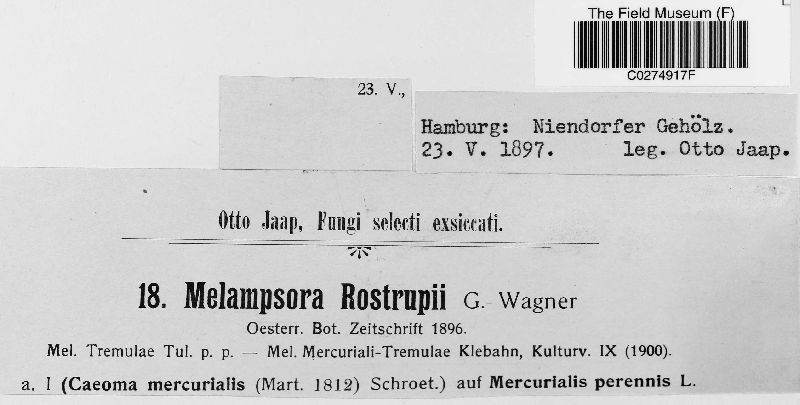 The Field Museum (F)
C0274917F
23. V.,
Hamburg: Niendorfer Gehölz.
23. V. 1897. leg. Otto Jaap.
Otto Jaap, Fungi selecti exsiccati.
18. Melampsora Rostrupii G. Wagner
Oesterr. Bot. Zeitschrift 1896.
Mel. Tremulae Tul. p. p. — Mel. Mercuriali-Tremulae Klebahn, Kulturv. IX (1900).
a. I (Caeoma mercurialis (Mart. 1812) Schroet.) auf Mercurialis perennis L.